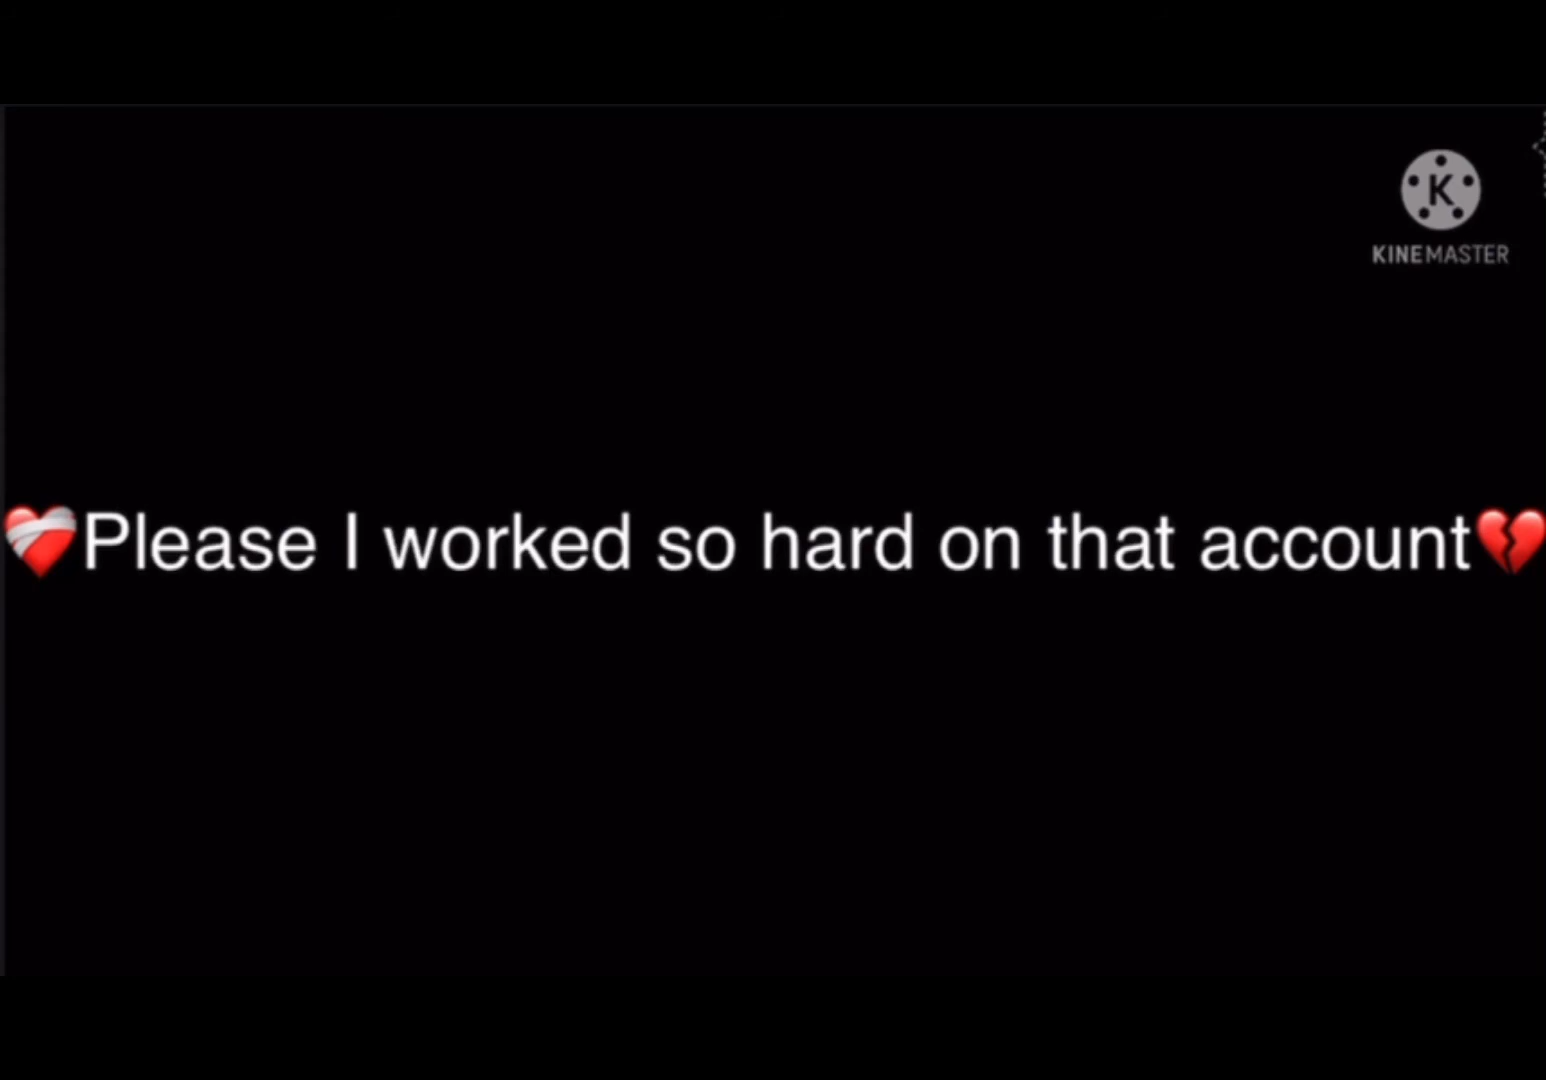 K
KINEMASTER
❤️‍🩹Please I worked so hard on that account💔